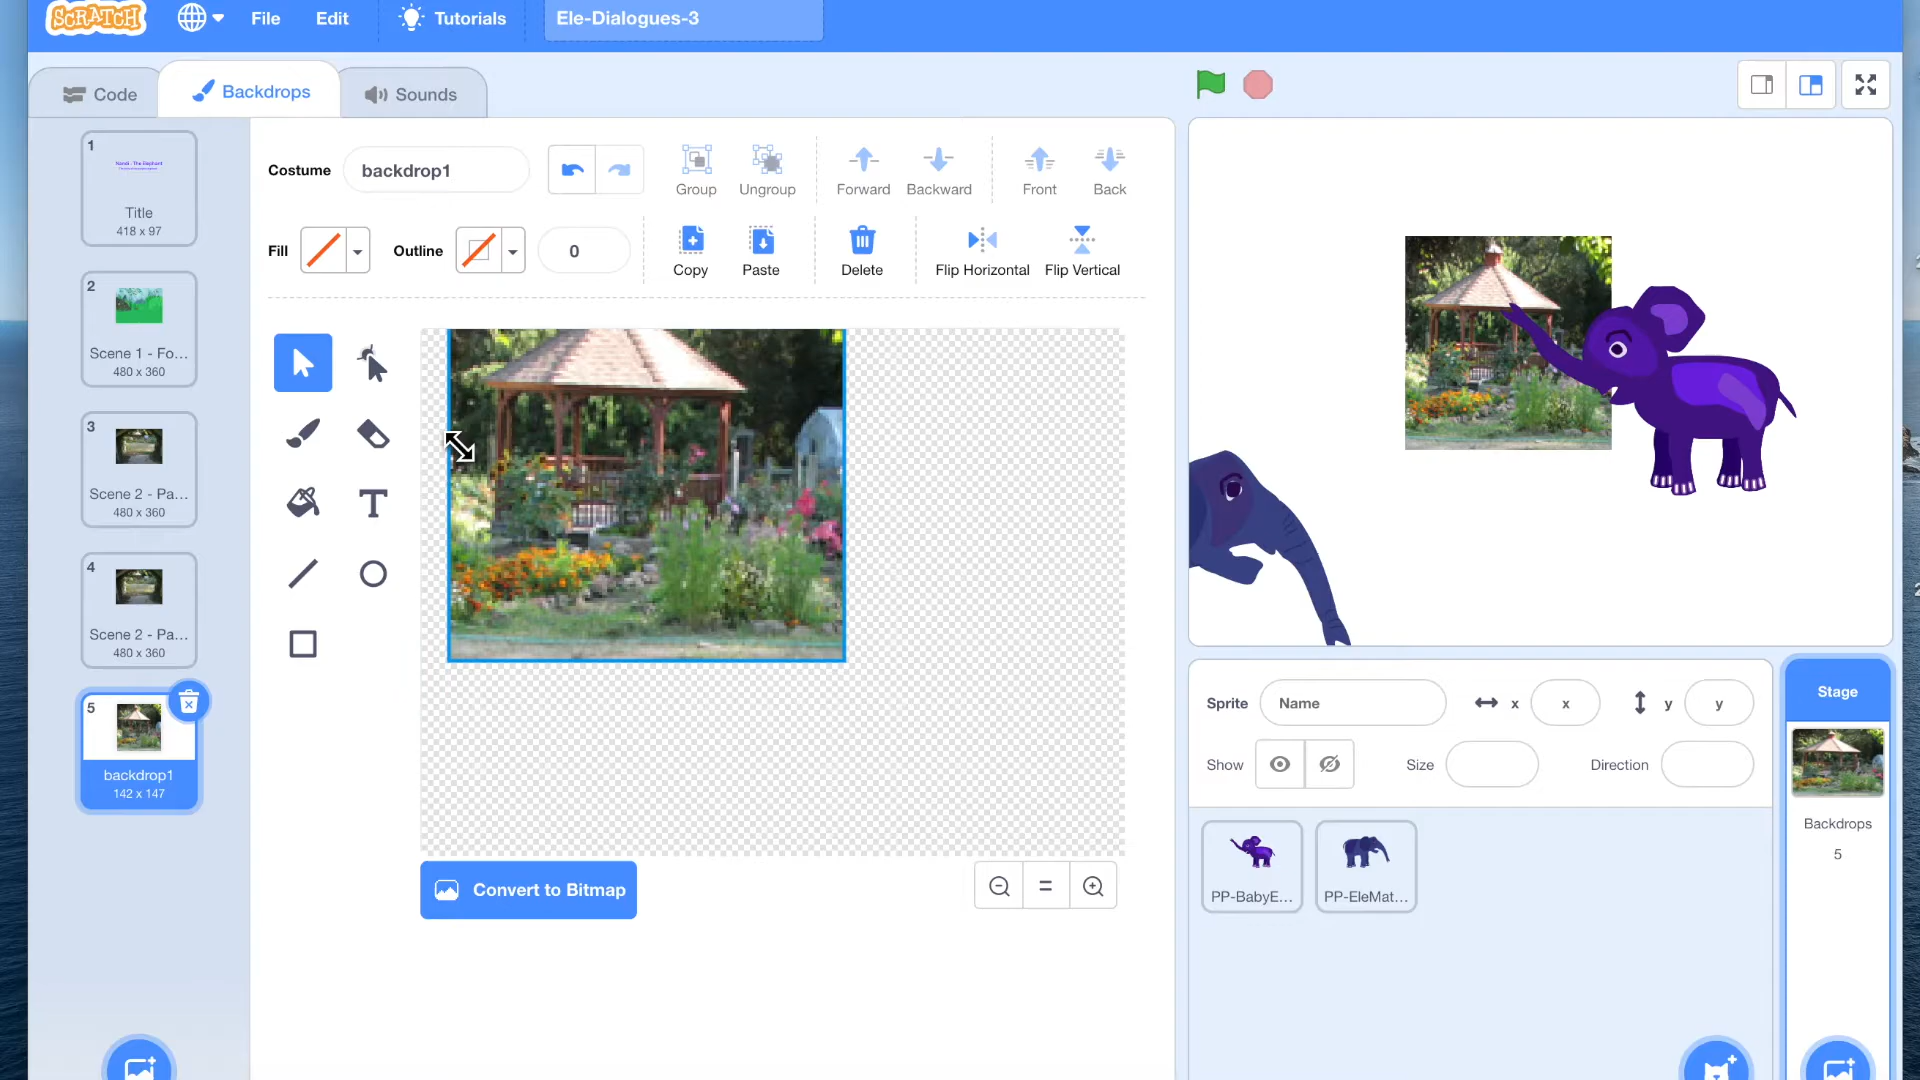 SCRATCH
File
Edit
Tutorials
Ele-Dialogues-3
Code
Backdrops
Sounds
1
Title
418 x 97
2
Scene 1 - Fo...
480 x 360
3
Scene 2 - Pa...
480 x 360
4
Scene 2 - Pa...
480 x 360
5
backdrop1
142 x 147
Costume
backdrop1
Group
Ungroup
Forward
Backward
Front
Back
Fill
Outline
0
Copy
Paste
Delete
Flip Horizontal
Flip Vertical
T
Convert to Bitmap
Sprite
Name
x
x
y
y
Show
Size
Direction
PP-BabyE...
PP-EleMat...
Stage
Backdrops
5